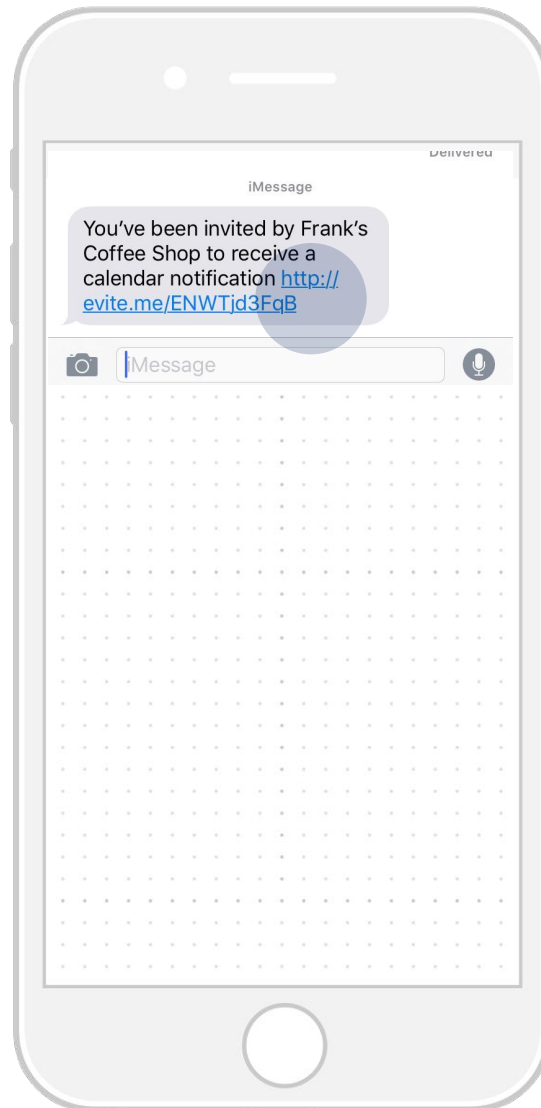 Delivered
iMessage
You’ve been invited by Frank’s
Coffee Shop to receive a
calendar notification http://
evite.me/ENWTjd3FqB
iMessage